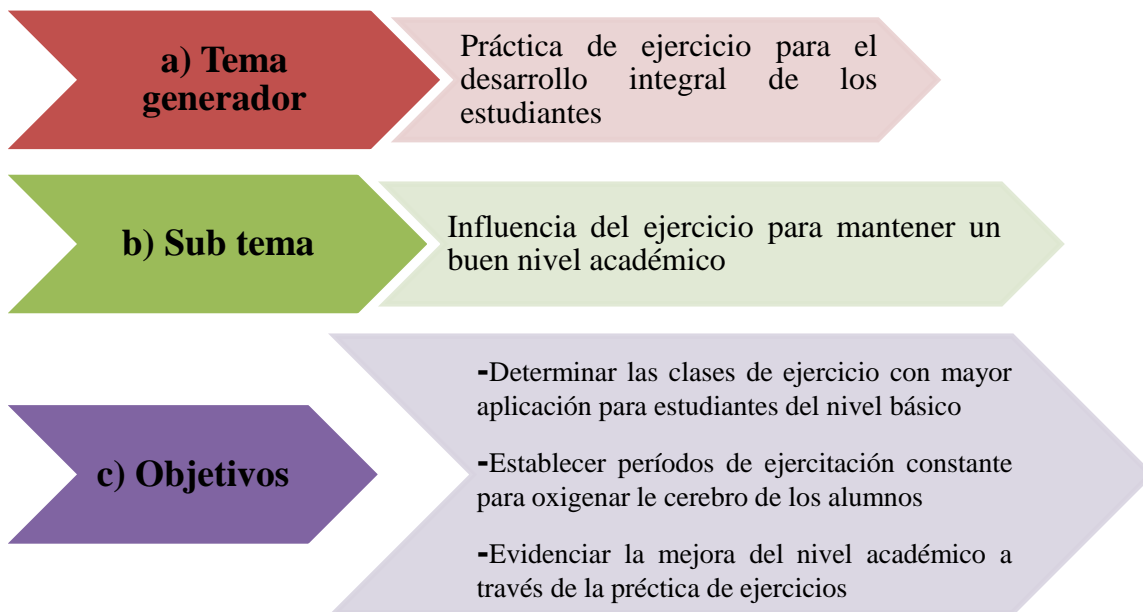 a) Tema
generador
Práctica de ejercicio para el
desarrollo integral de los
estudiantes
b) Sub tema
Influencia del ejercicio para mantener un
buen nivel académico
c) Objetivos
-Determinar las clases de ejercicio con mayor
aplicación para estudiantes del nivel básico
-Establecer períodos de ejercitación constante
para oxigenar le cerebro de los alumnos
-Evidenciar la mejora del nivel académico a
través de la préctica de ejercicios